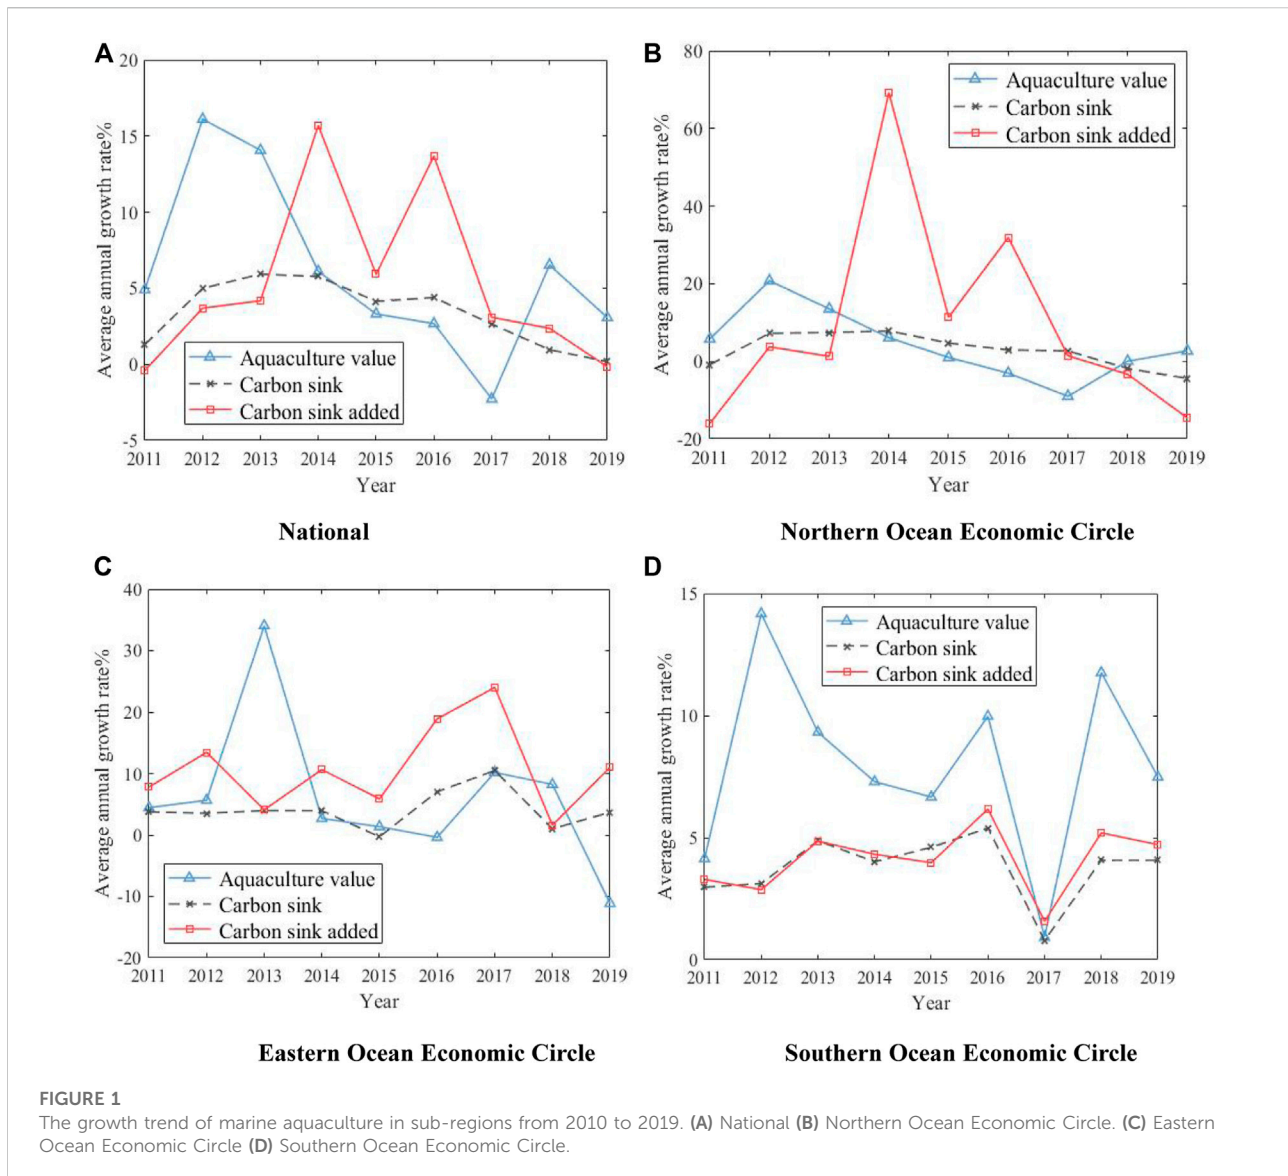 A
20
15
10
5
0
-5
Average annual growth rate%
Aquaculture value
Carbon sink
Carbon sink added
2011 2012 2013 2014 2015 2016 2017 2018 2019
Year
National
B
80
60
40
20
0
-20
Average annual growth rate%
Aquaculture value
Carbon sink
Carbon sink added
2011 2012 2013 2014 2015 2016 2017 2018 2019
Year
Northern Ocean Economic Circle
C
40
30
20
10
0
-10
-20
Average annual growth rate%
Aquaculture value
Carbon sink
Carbon sink added
2011 2012 2013 2014 2015 2016 2017 2018 2019
Year
Eastern Ocean Economic Circle
D
15
10
5
0
Average annual growth rate%
Aquaculture value
Carbon sink
Carbon sink added
2011 2012 2013 2014 2015 2016 2017 2018 2019
Year
Southern Ocean Economic Circle
FIGURE 1
The growth trend of marine aquaculture in sub-regions from 2010 to 2019. (A) National (B) Northern Ocean Economic Circle. (C) Eastern
Ocean Economic Circle (D) Southern Ocean Economic Circle.